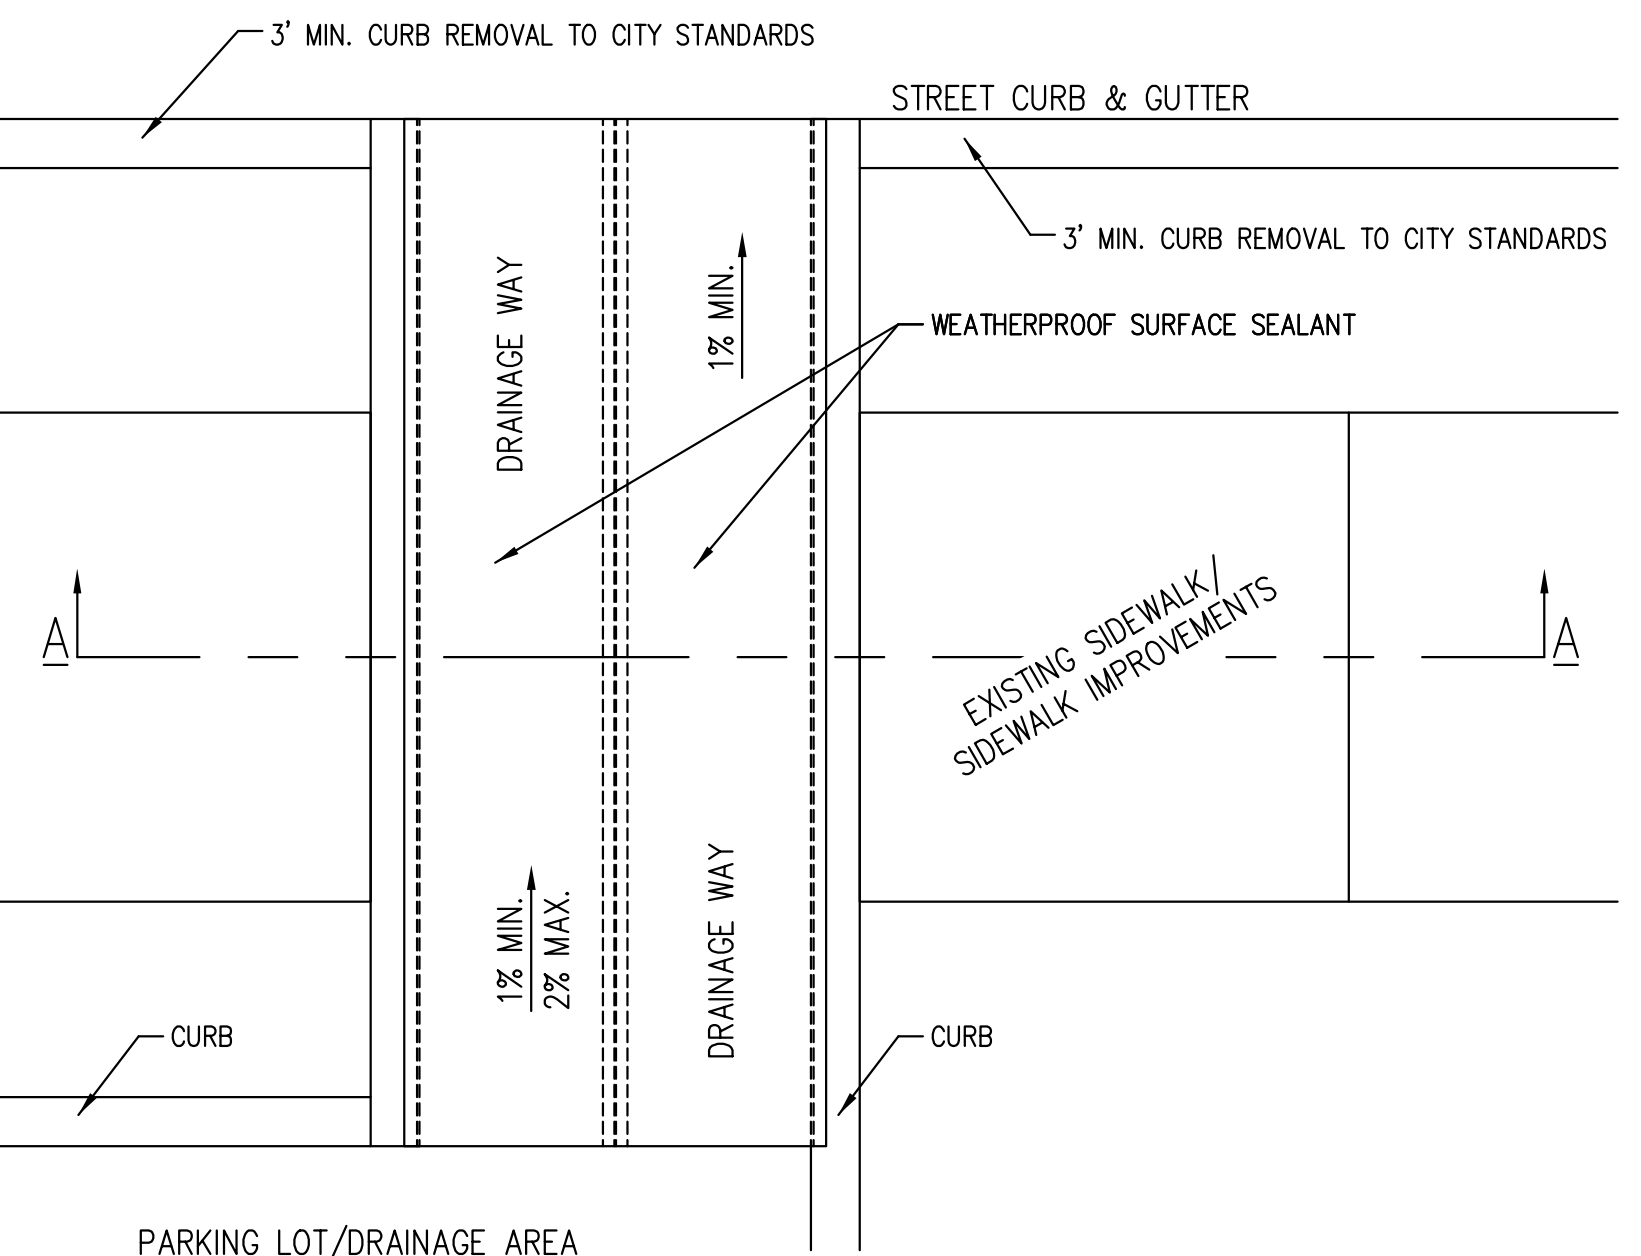 3' MIN. CURB REMOVAL TO CITY STANDARDS
STREET CURB & GUTTER
3' MIN. CURB REMOVAL TO CITY STANDARDS
DRAINAGE WAY
1% MIN.
WEATHERPROOF SURFACE SEALANT
A
A
EXISTING SIDEWALK/
SIDEWALK IMPROVEMENTS
1% MIN.
2% MAX.
DRAINAGE WAY
CURB
CURB
PARKING LOT/DRAINAGE AREA